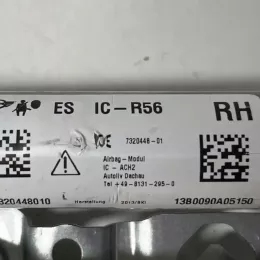 ES IC-R56 RH
7320448-01
Airbag-Modul
IC - ACH2
Autoliv Dachau
Tel +49-8131-295-0
820448010
Herstellung
13B0090A05150